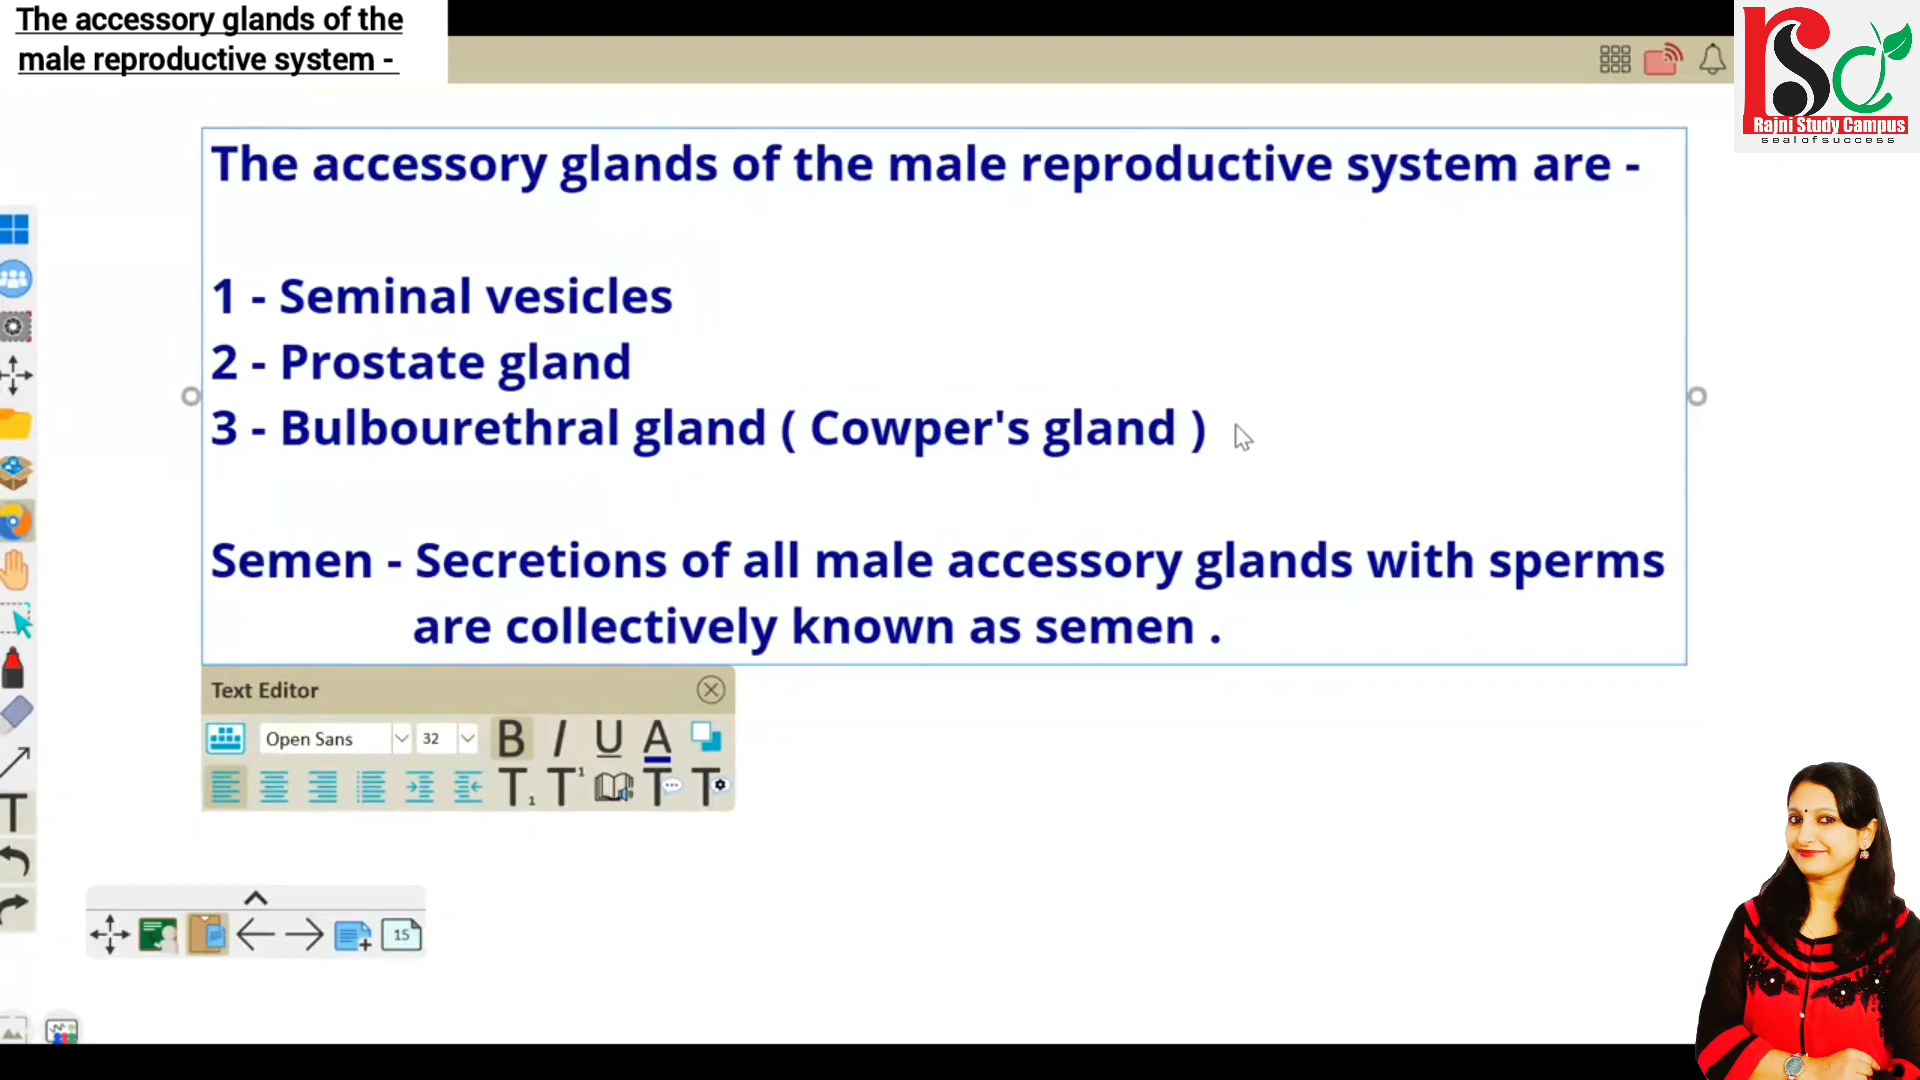 The accessory glands of the
male reproductive system -
Rajni Study Campus
seal of success
The accessory glands of the male reproductive system are -
1 - Seminal vesicles
2 - Prostate gland
3 - Bulbourethral gland ( Cowper's gland )
Semen - Secretions of all male accessory glands with sperms
are collectively known as semen .
Text Editor
Open Sans
32
B I U A
T1 T1 T T
T
15